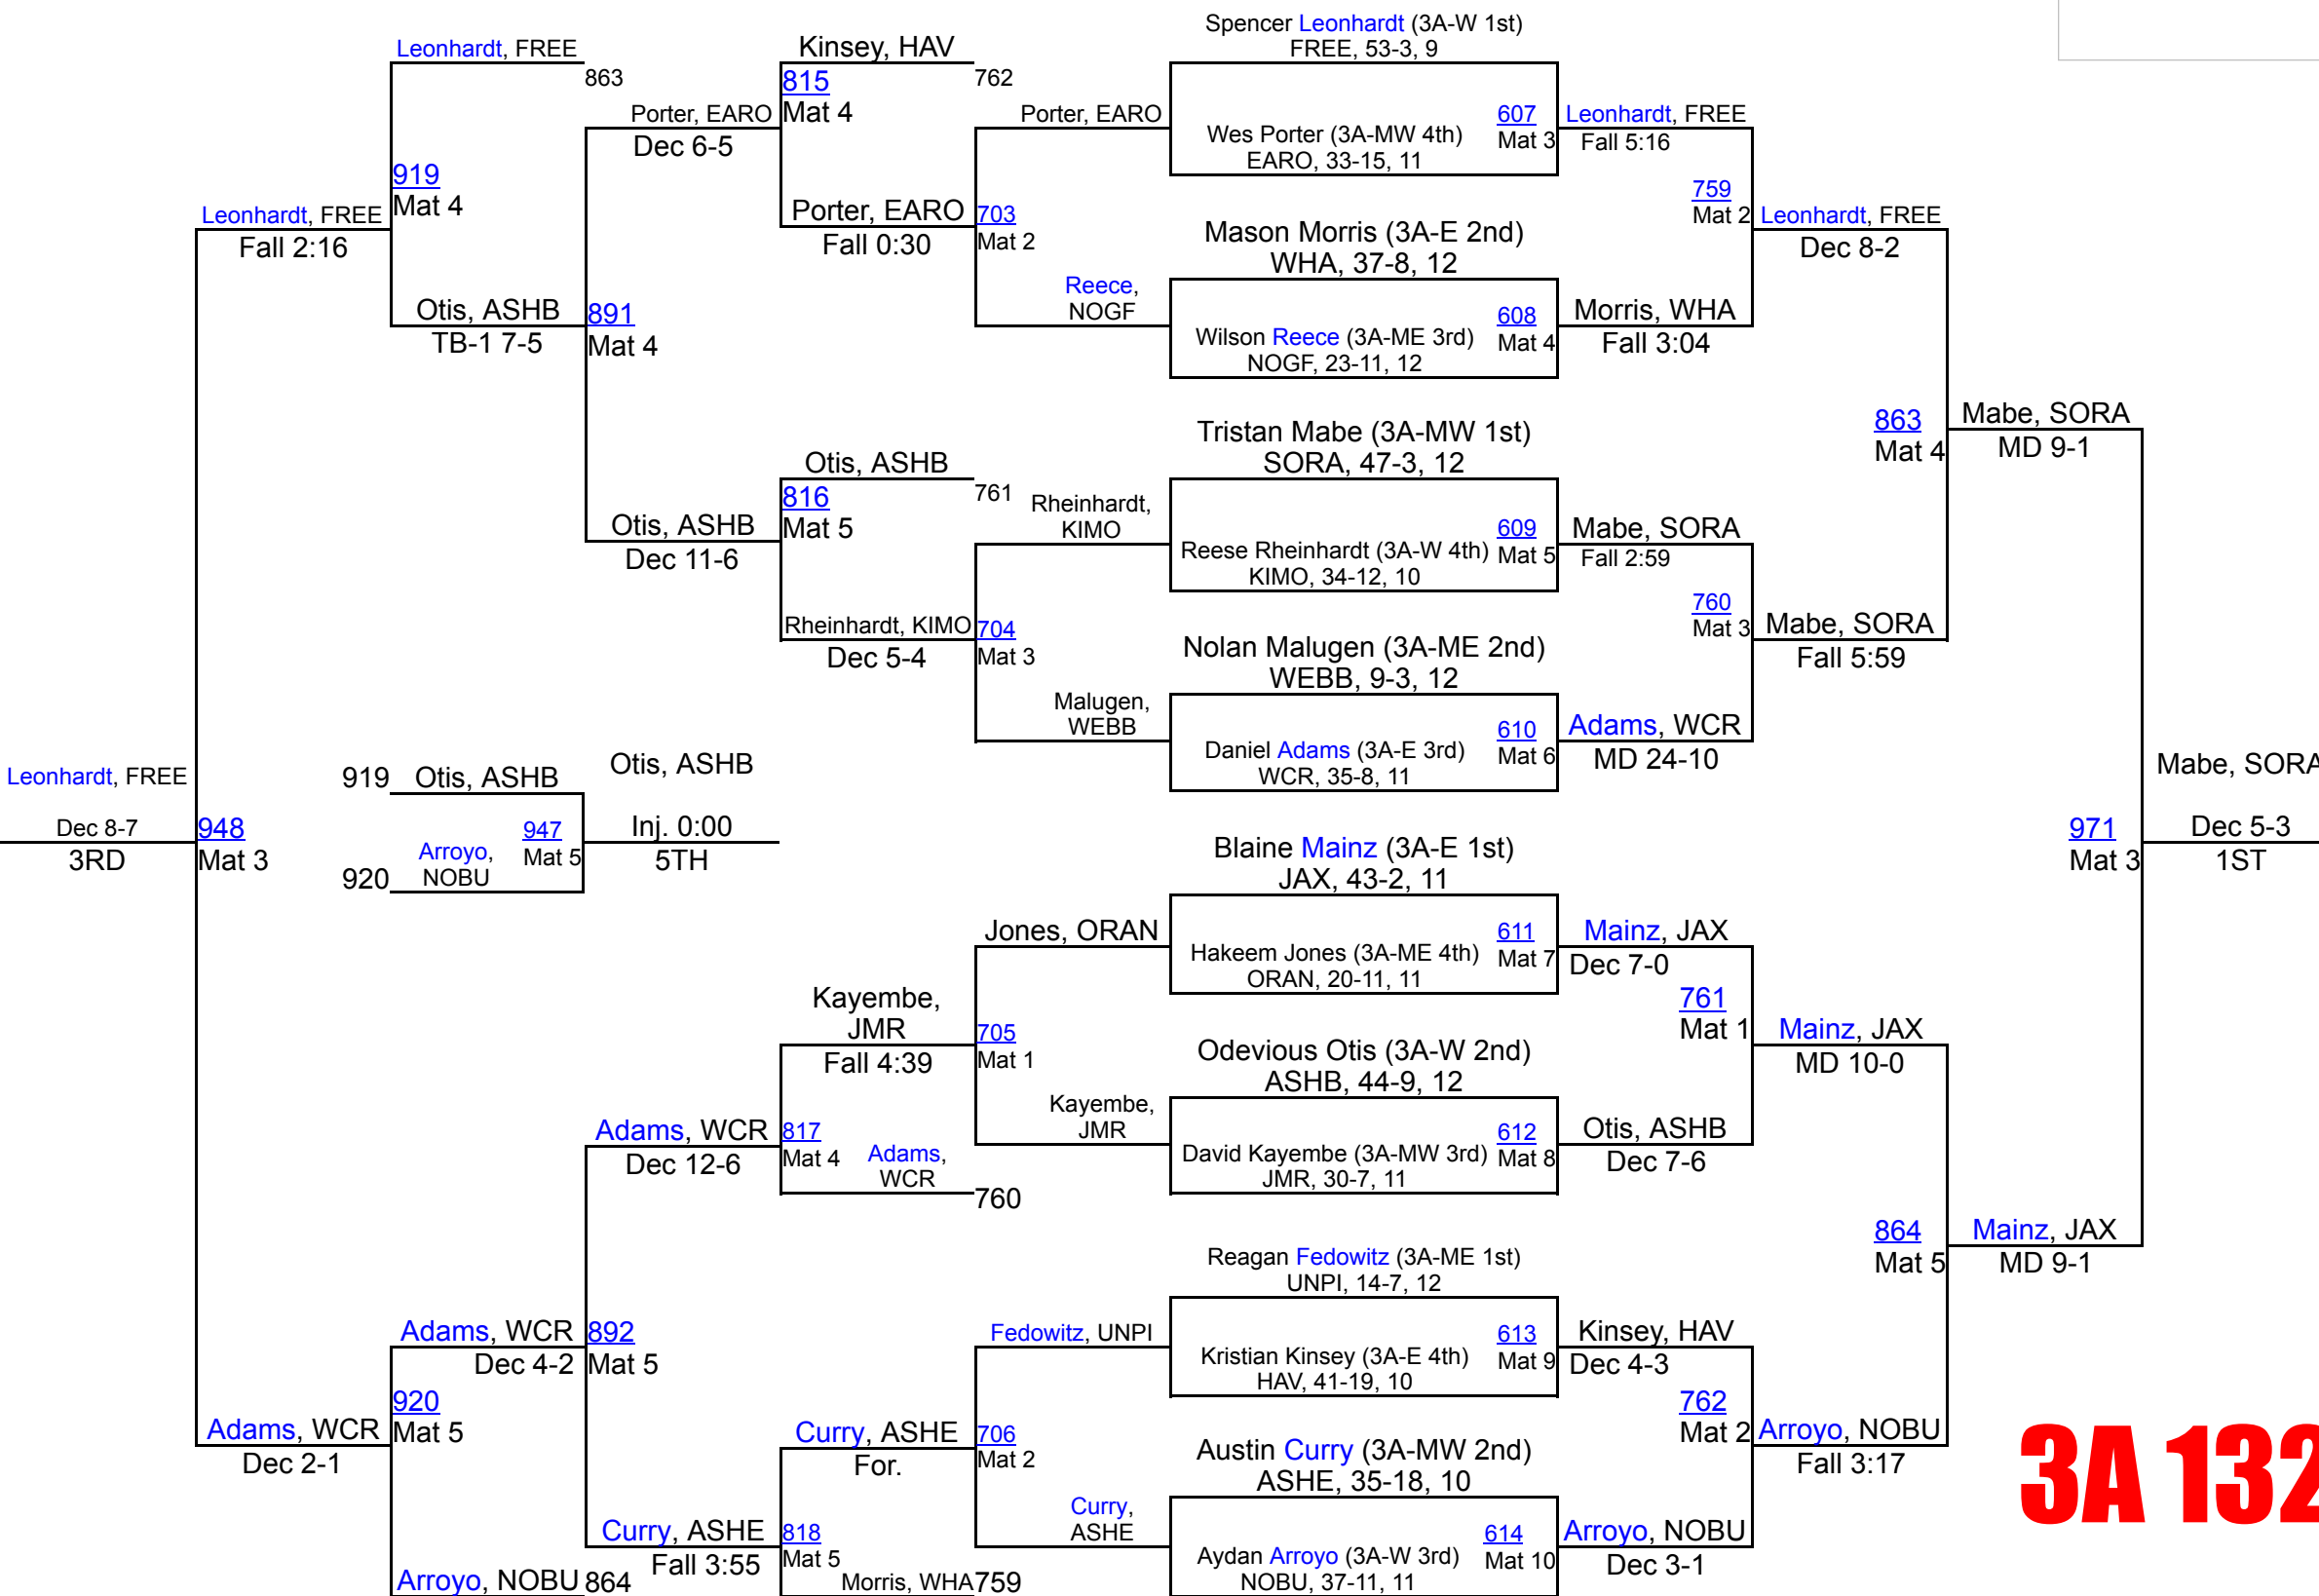 Spencer Leonhardt (3A-W 1st)
FREE, 53-3, 9
Leonhardt, FREE
863
Kinsey, HAV
762
815
Mat 4
Porter, EARO
Dec 6-5
Porter, EARO
Wes Porter (3A-MW 4th)
EARO, 33-15, 11
607
Mat 3
Leonhardt, FREE
Fall 5:16
919
Mat 4
Leonhardt, FREE
Fall 2:16
Porter, EARO
Fall 0:30
703
Mat 2
Mason Morris (3A-E 2nd)
WHA, 37-8, 12
759
Mat 2
Leonhardt, FREE
Dec 8-2
Otis, ASHB
TB-1 7-5
891
Mat 4
Reece,
NOGF
Wilson Reece (3A-ME 3rd)
NOGF, 23-11, 12
608
Mat 4
Morris, WHA
Fall 3:04
Tristan Mabe (3A-MW 1st)
SORA, 47-3, 12
863
Mat 4
Mabe, SORA
MD 9-1
Otis, ASHB
761
816
Mat 5
Otis, ASHB
Dec 11-6
Rheinhardt,
KIMO
Reese Rheinhardt (3A-W 4th)
KIMO, 34-12, 10
609
Mat 5
Mabe, SORA
Fall 2:59
Rheinhardt, KIMO
Dec 5-4
704
Mat 3
Nolan Malugen (3A-ME 2nd)
WEBB, 9-3, 12
760
Mat 3
Mabe, SORA
Fall 5:59
Malugen,
WEBB
Daniel Adams (3A-E 3rd)
WCR, 35-8, 11
610
Mat 6
Adams, WCR
MD 24-10
Leonhardt, FREE
Dec 8-7
3RD
948
Mat 3
919
Otis, ASHB
920
Arroyo,
NOBU
947
Mat 5
Otis, ASHB
Inj. 0:00
5TH
Blaine Mainz (3A-E 1st)
JAX, 43-2, 11
971
Mat 3
Mabe, SORA
Dec 5-3
1ST
Jones, ORAN
Hakeem Jones (3A-ME 4th)
ORAN, 20-11, 11
611
Mat 7
Mainz, JAX
Dec 7-0
Kayembe,
JMR
Fall 4:39
705
Mat 1
Odevious Otis (3A-W 2nd)
ASHB, 44-9, 12
761
Mat 1
Mainz, JAX
MD 10-0
Adams, WCR
Dec 12-6
817
Mat 4
Adams,
WCR
760
Kayembe,
JMR
David Kayembe (3A-MW 3rd)
JMR, 30-7, 11
612
Mat 8
Otis, ASHB
Dec 7-6
Reagan Fedowitz (3A-ME 1st)
UNPI, 14-7, 12
864
Mat 5
Mainz, JAX
MD 9-1
Adams, WCR
Dec 4-2
892
Mat 5
Fedowitz, UNPI
Kristian Kinsey (3A-E 4th)
HAV, 41-19, 10
613
Mat 9
Kinsey, HAV
Dec 4-3
Adams, WCR
Dec 2-1
920
Mat 5
Curry, ASHE
For.
706
Mat 2
Austin Curry (3A-MW 2nd)
ASHE, 35-18, 10
762
Mat 2
Arroyo, NOBU
Fall 3:17
3A 132
Curry, ASHE
Fall 3:55
818
Mat 5
Curry,
ASHE
Aydan Arroyo (3A-W 3rd)
NOBU, 37-11, 11
614
Mat 10
Arroyo, NOBU
Dec 3-1
Arroyo, NOBU
864
Morris, WHA
759